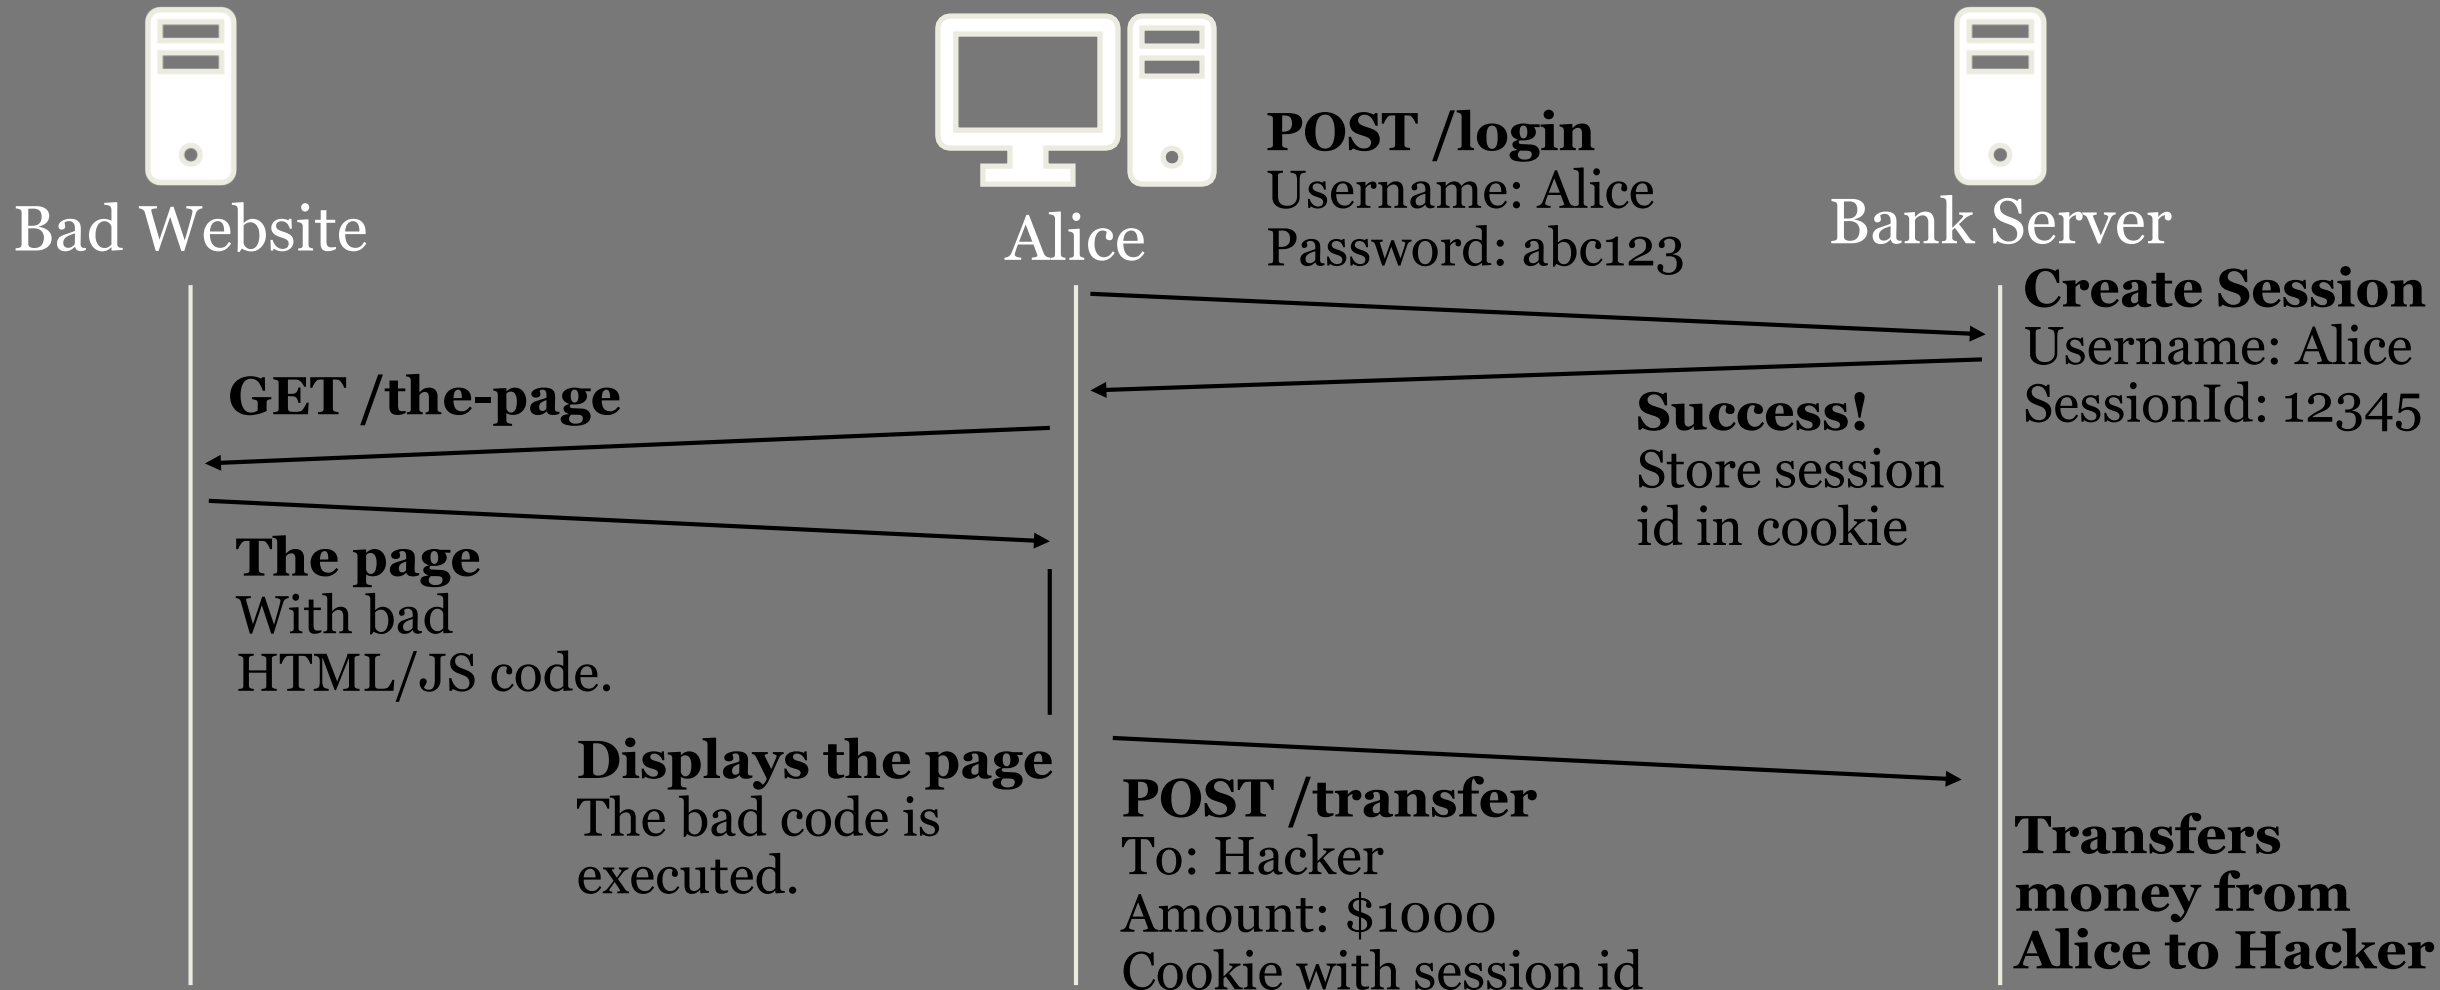 Bad Website
Alice
Bank Server
POST /login
Username: Alice
Password: abc123
Create Session
Username: Alice
SessionId: 12345
Success!
Store session
id in cookie
GET /the-page
The page
With bad
HTML/JS code.
Displays the page
The bad code is
executed.
POST /transfer
To: Hacker
Amount: $1000
Cookie with session id
Transfers
money from
Alice to Hacker